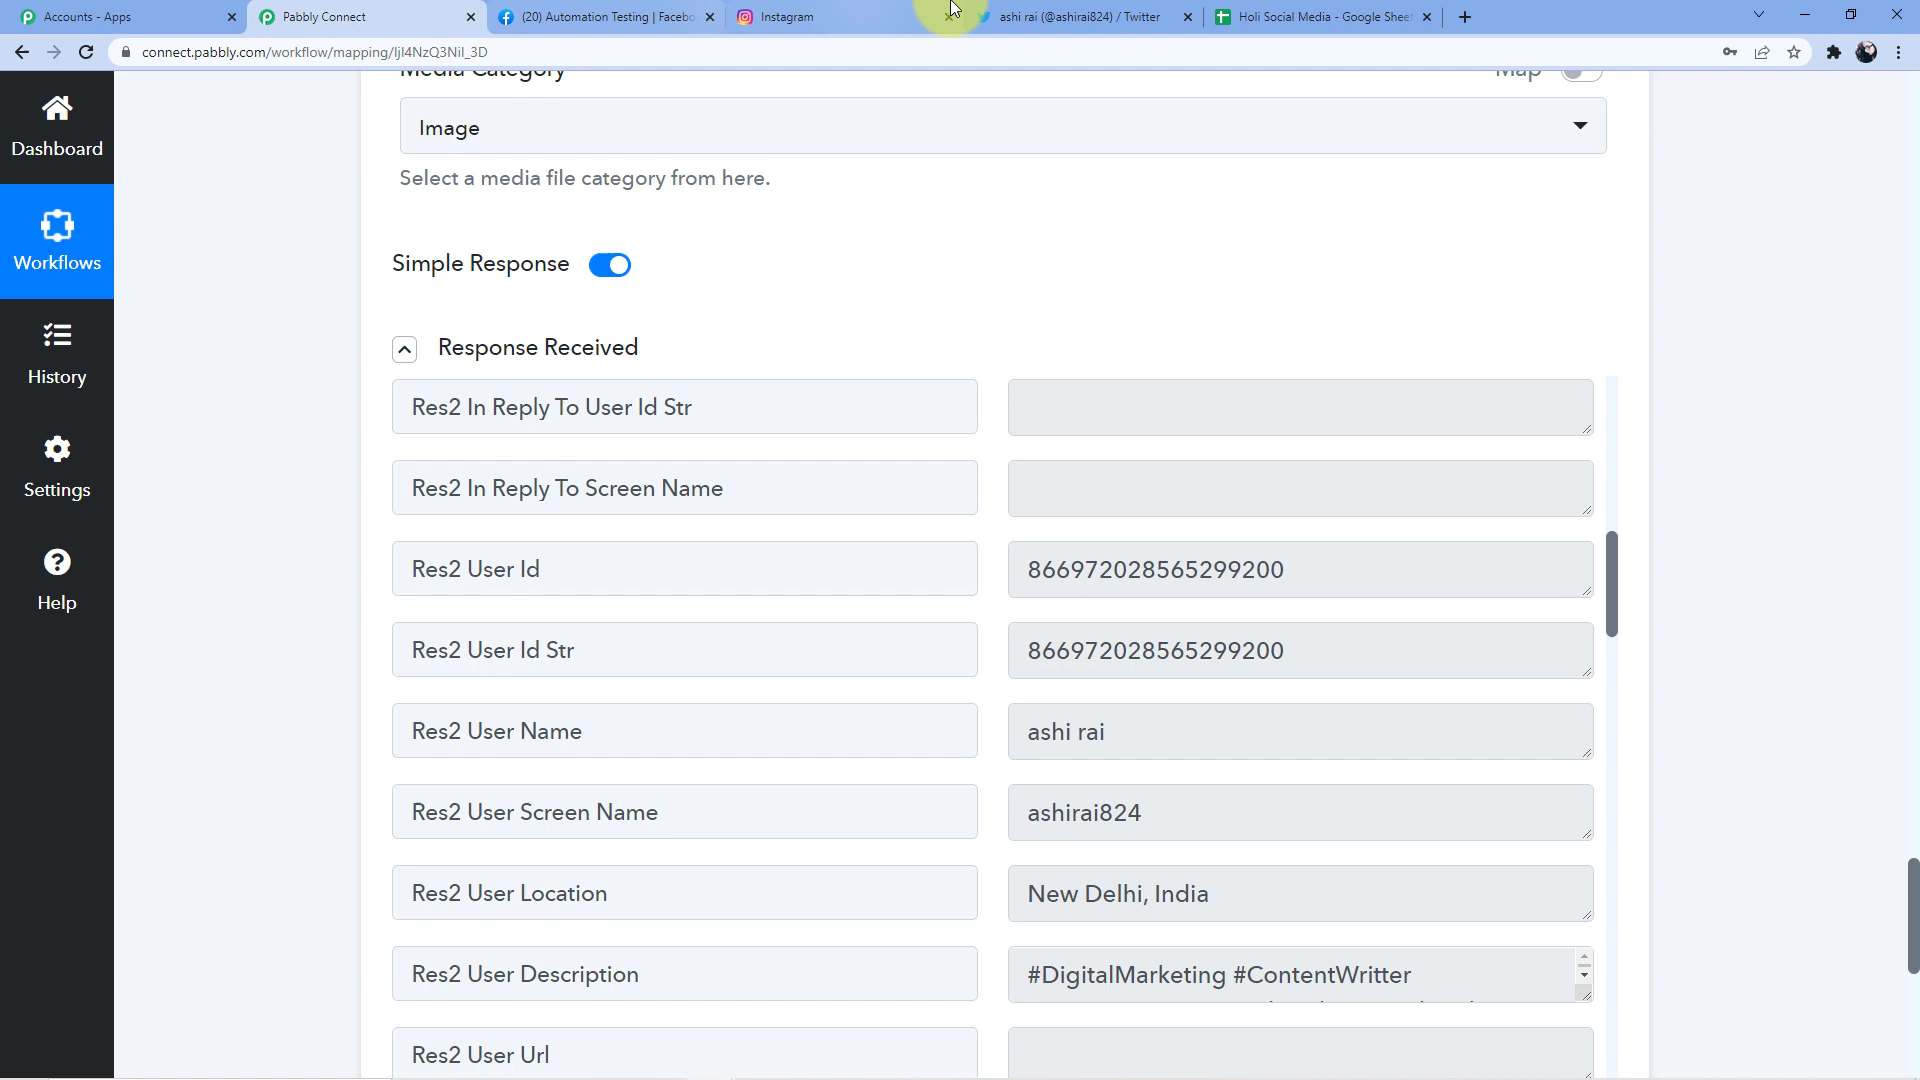 Accounts - Apps
Pabbly Connect
(20) Automation Testing | Facebo
Instagram
ashi rai (@ashirai824) / Twitter
Holi Social Media - Google Sheet
connect.pabbly.com/workflow/mapping/IjI4NzQ3NiI_3D
Media Category
Map
Image
Select a media file category from here.
Simple Response
Response Received
Res2 In Reply To User Id Str
Res2 In Reply To Screen Name
Res2 User Id
866972028565299200
Res2 User Id Str
866972028565299200
Res2 User Name
ashi rai
Res2 User Screen Name
ashirai824
Res2 User Location
New Delhi, India
Res2 User Description
#DigitalMarketing #ContentWritter
Res2 User Url
Dashboard
Workflows
History
Settings
Help